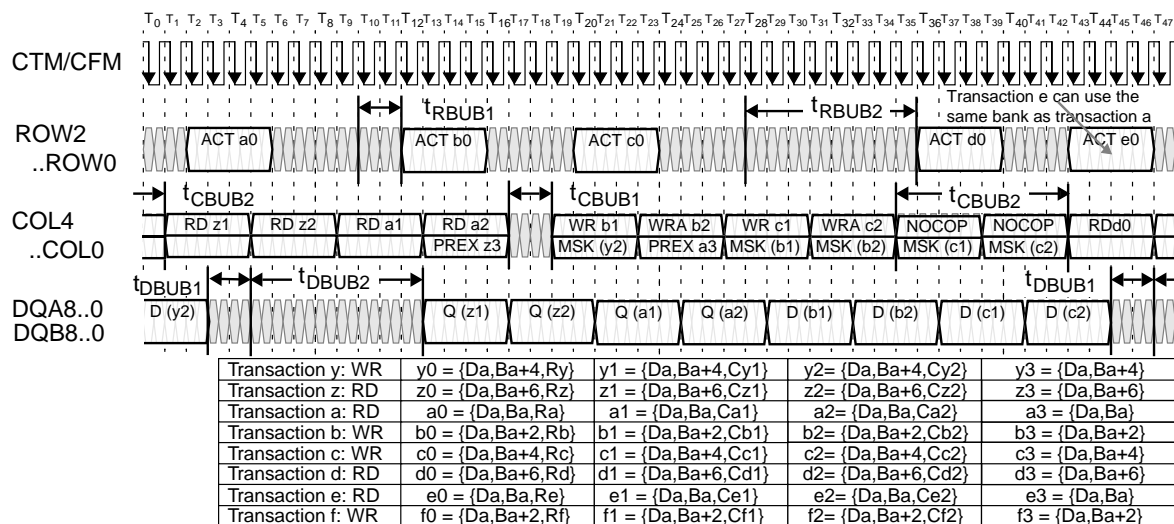 T0 T1 T2 T3 T4 T5 T6 T7 T8 T9 T10 T11 T12 T13 T14 T15 T16 T17 T18 T19 T20 T21 T22 T23 T24 T25 T26 T27 T28 T29 T30 T31 T32 T33 T34 T35 T36 T37 T38 T39 T40 T41 T42 T43 T44 T45 T46 T47
CTM/CFM
tRBUB1 tRBUB2 Transaction e can use the
same bank as transaction a
ROW2 ACT a0 ACT b0 ACT c0 ACT d0 ACT e0
..ROW0
tCBUB2 tCBUB1 tCBUB2
COL4 RD z1 RD z2 RD a1 RD a2 WR b1 WRA b2 WR c1 WRA c2 NOCOP NOCOP RDd0
..COL0 PREX z3 MSK (y2) PREX a3 MSK (b1) MSK (b2) MSK (c1) MSK (c2)
tDBUB1 tDBUB2 tDBUB1
DQA8..0 D (y2) Q (z1) Q (z2) Q (a1) Q (a2) D (b1) D (b2) D (c1) D (c2)
DQB8..0
Transaction y: WR y0 = {Da,Ba+4,Ry} y1 = {Da,Ba+4,Cy1} y2= {Da,Ba+4,Cy2} y3 = {Da,Ba+4}
Transaction z: RD z0 = {Da,Ba+6,Rz} z1 = {Da,Ba+6,Cz1} z2= {Da,Ba+6,Cz2} z3 = {Da,Ba+6}
Transaction a: RD a0 = {Da,Ba,Ra} a1 = {Da,Ba,Ca1} a2= {Da,Ba,Ca2} a3 = {Da,Ba}
Transaction b: WR b0 = {Da,Ba+2,Rb} b1 = {Da,Ba+2,Cb1} b2= {Da,Ba+2,Cb2} b3 = {Da,Ba+2}
Transaction c: WR c0 = {Da,Ba+4,Rc} c1 = {Da,Ba+4,Cc1} c2= {Da,Ba+4,Cc2} c3 = {Da,Ba+4}
Transaction d: RD d0 = {Da,Ba+6,Rd} d1 = {Da,Ba+6,Cd1} d2= {Da,Ba+6,Cd2} d3 = {Da,Ba+6}
Transaction e: RD e0 = {Da,Ba,Re} e1 = {Da,Ba,Ce1} e2= {Da,Ba,Ce2} e3 = {Da,Ba}
Transaction f: WR f0 = {Da,Ba+2,Rf} f1 = {Da,Ba+2,Cf1} f2= {Da,Ba+2,Cf2} f3 = {Da,Ba+2}